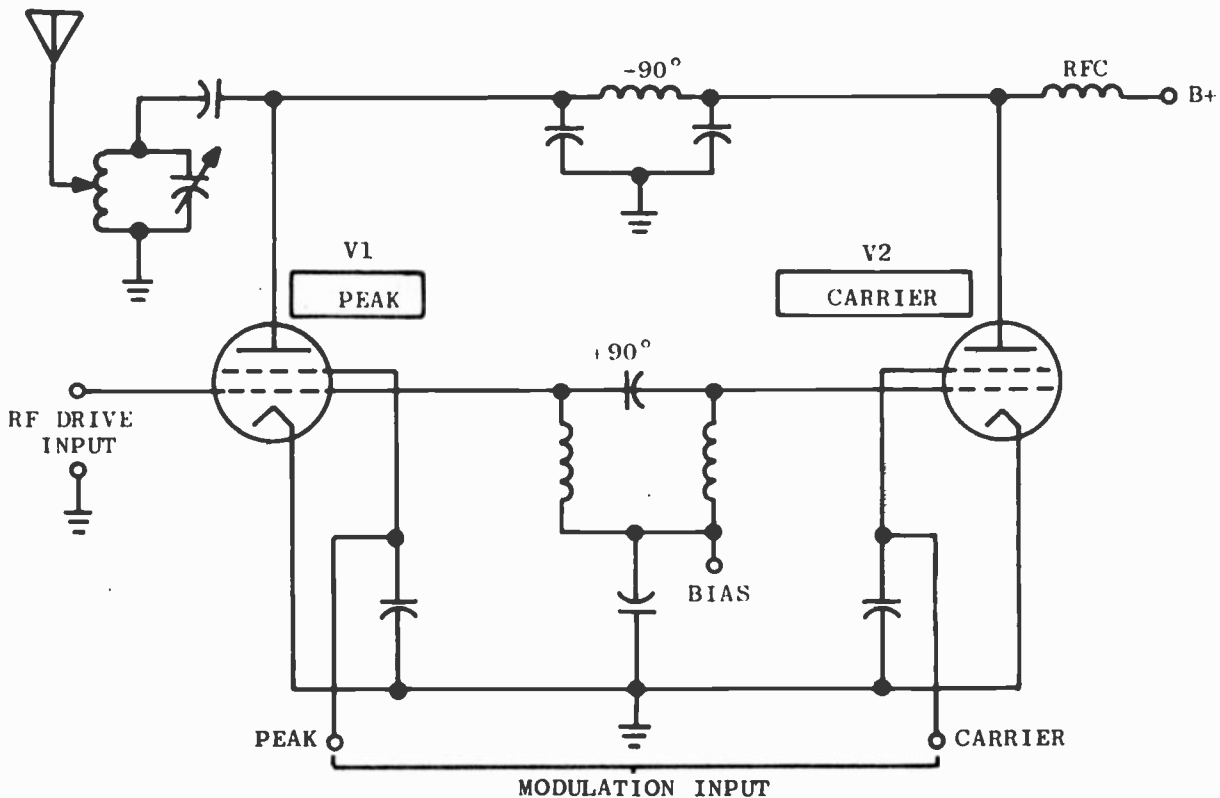 -90°
RFC
B+
V1
PEAK
V2
CARRIER
+90°
RF DRIVE
INPUT
BIAS
PEAK
CARRIER
MODULATION INPUT